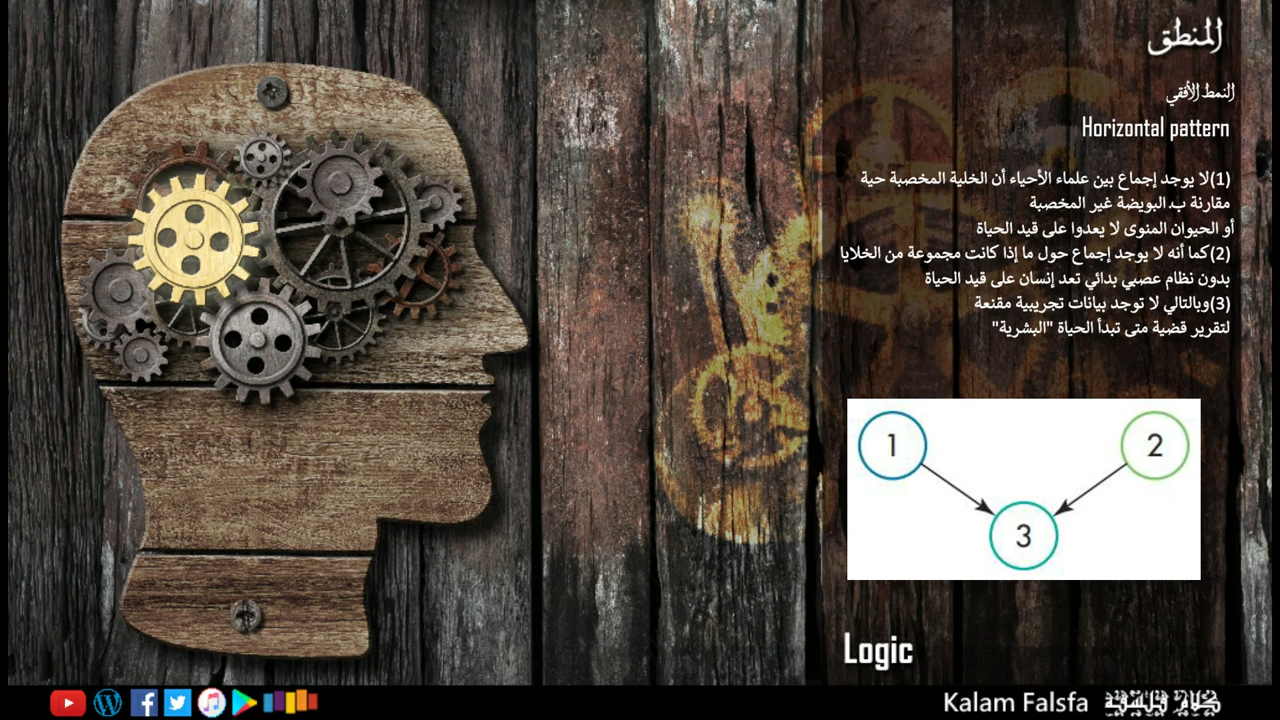 المنطق
النمط الأفقي
Horizontal pattern
(1)لا يوجد إجماع بين علماء الأحياء أن الخلية المخصبة حية
مقارنة ب،البويضة غير المخصبة
أو الحيوان المنوى لا يعدوا على قيد الحياة
(2)كما أنه لا يوجد إجماع حول ما إذا كانت مجموعة من الخلايا
بدون نظام عصبي بدائي تعد إنسان على قيد الحياة
(3)وبالتالي لا توجد بيانات تجريبية مقنعة
لتقرير قضية متى تبدأ الحياة "البشرية"
1
2
3
Logic
Kalam Falsfa كلام فلسفة